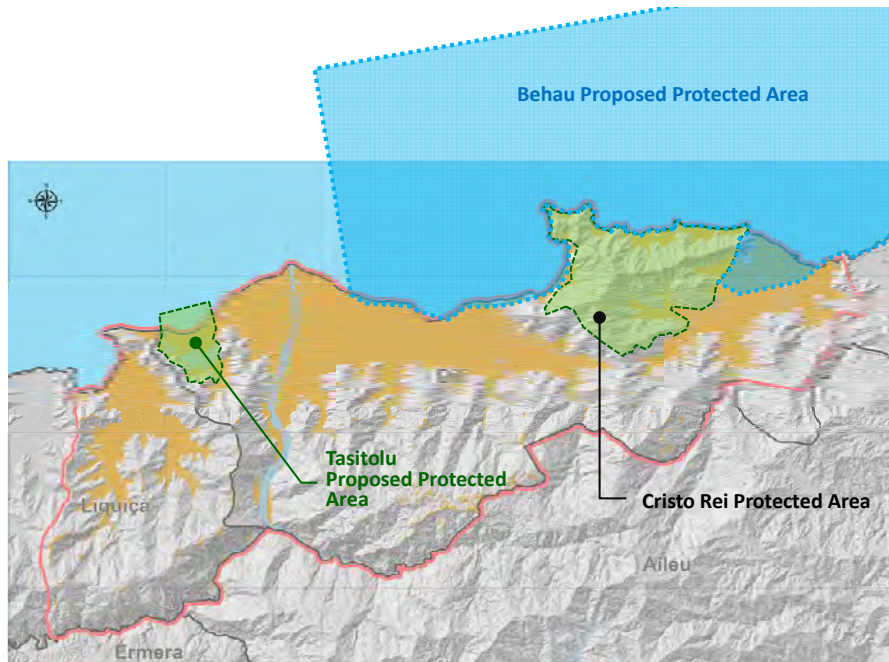 Behau Proposed Protected Area
Tasitolu
Proposed Protected
Area
Cristo Rei Protected Area
Liquiça
Aileu
Ermera